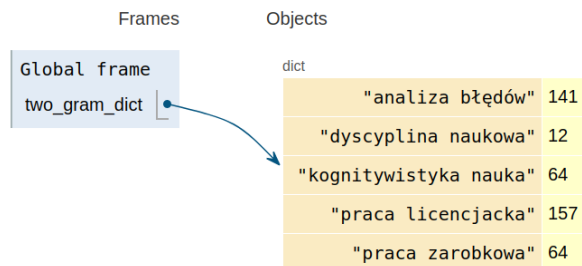 Frames Objects
Global frame
two_gram_dict
dict
"analiza błędów" 141
"dyscyplina naukowa" 12
"kognitywistyka nauka" 64
"praca licencjacka" 157
"praca zarobkowa" 64